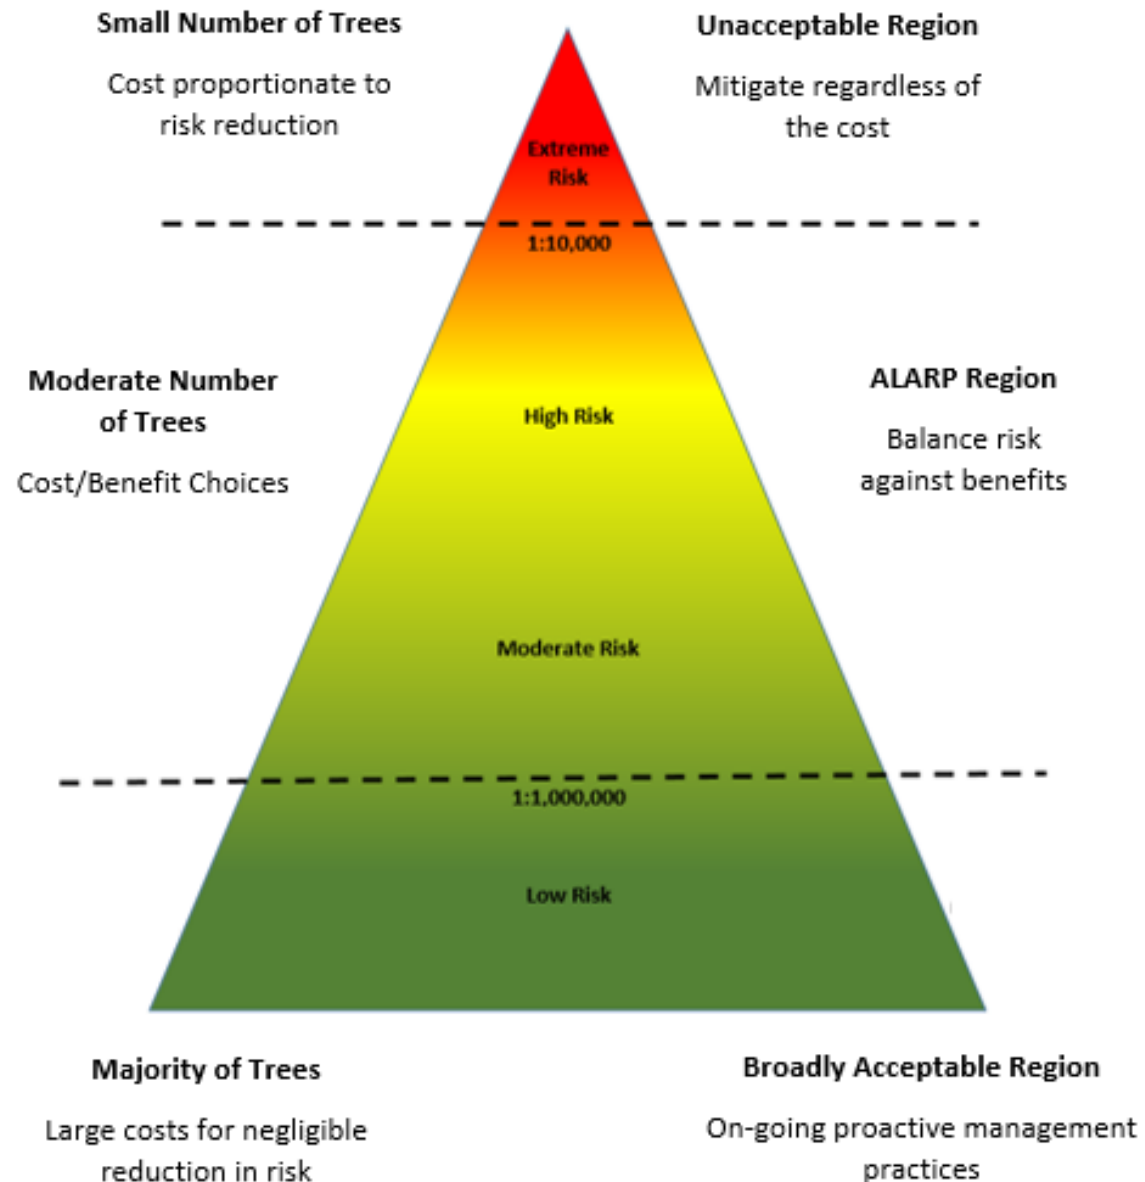 Small Number of Trees
Cost proportionate to
risk reduction
Unacceptable Region
Mitigate regardless of
the cost
Extreme
Risk
1:10,000
Moderate Number
of Trees
Cost/Benefit Choices
High Risk
ALARP Region
Balance risk
against benefits
Moderate Risk
1:1,000,000
Low Risk
Majority of Trees
Large costs for negligible
reduction in risk
Broadly Acceptable Region
On-going proactive management
practices